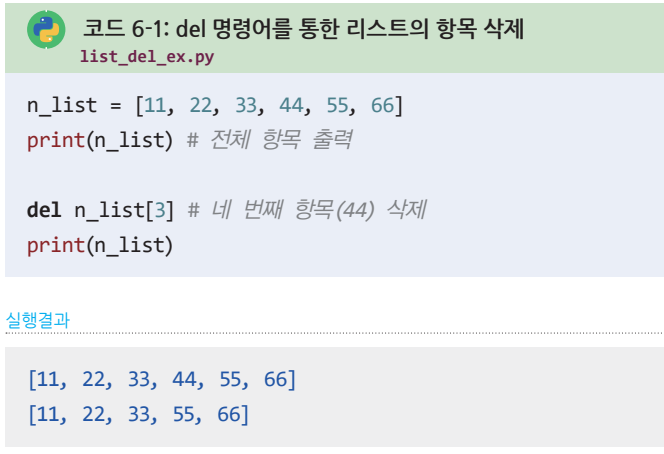 코드 6-1: del 명령어를 통한 리스트의 항목 삭제
list_del_ex.py
n_list = [11, 22, 33, 44, 55, 66]
print(n_list) # 전체 항목 출력
del n_list[3] # 네 번째 항목(44) 삭제
print(n_list)
실행결과
[11, 22, 33, 44, 55, 66]
[11, 22, 33, 55, 66]